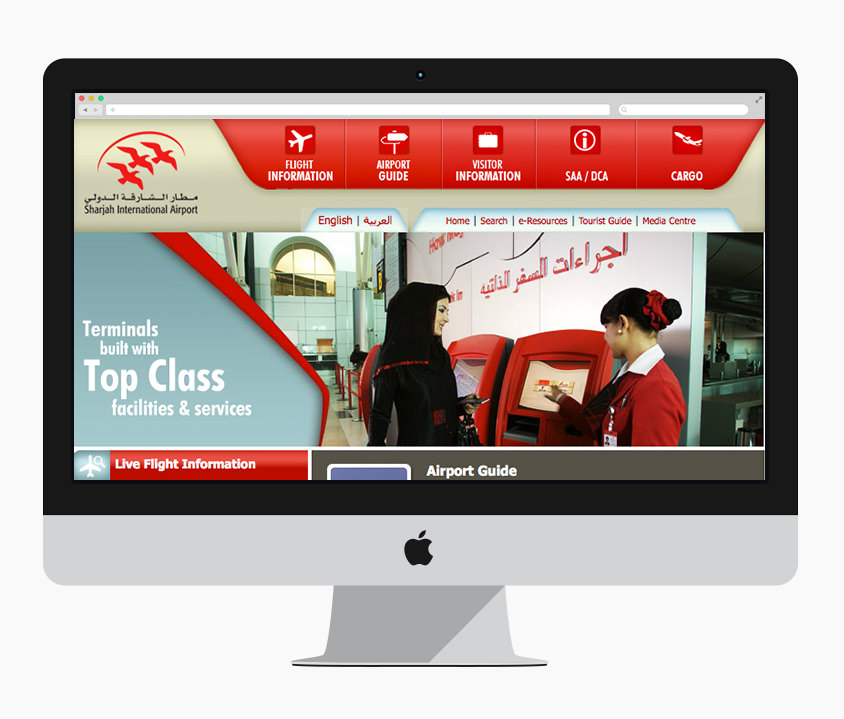 مطار الشارقة الدولي
Sharjah International Airport
FLIGHT
INFORMATION
AIRPORT
GUIDE
VISITOR
INFORMATION
SAA / DCA
CARGO
English | العربية
Home | Search | e-Resources | Tourist Guide | Media Centre
Terminals
built with
Top Class
facilities & services
إجراءات السفر الذاتية
Live Flight Information
Airport Guide